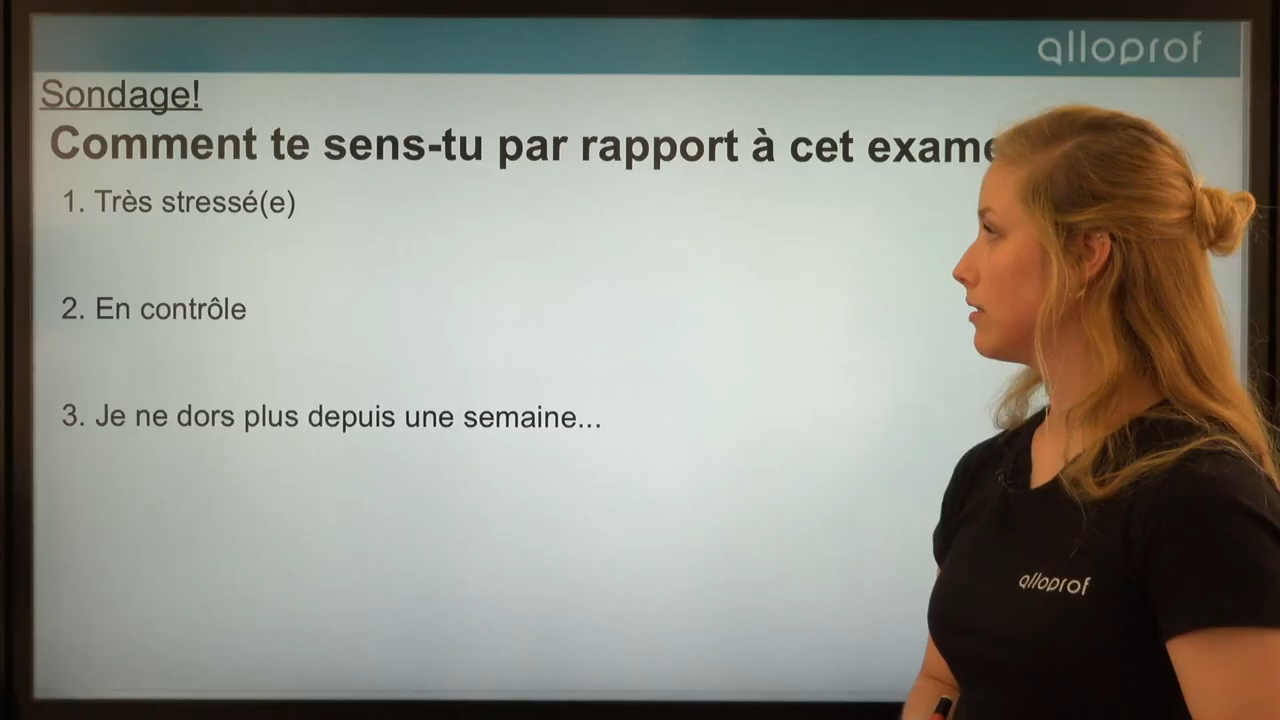 alloprof
Sondage!
Comment te sens-tu par rapport à cet
1. Très stressé(e)
2. En contrôle
3. Je ne dors plus depuis une semaine...
alloprof